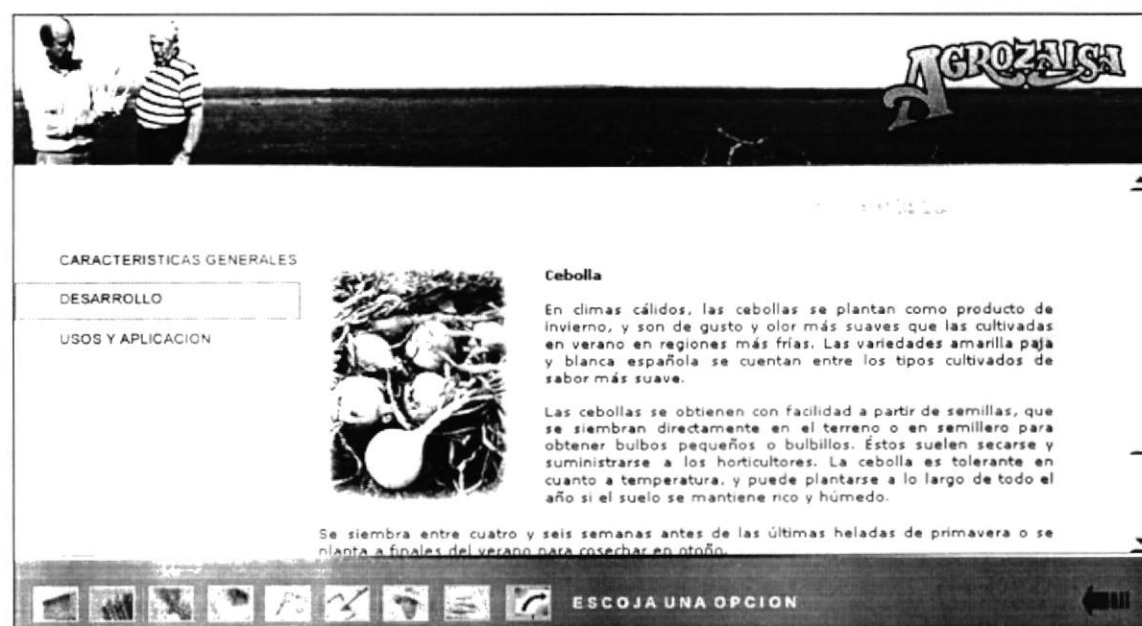 AGROZAISA
CARACTERISTICAS GENERALES
DESARROLLO
USOS Y APLICACION
Cebolla
En climas cálidos, las cebollas se plantan como producto de
invierno, y son de gusto y olor más suaves que las cultivadas
en verano en regiones más frías. Las variedades amarilla paja
y blanca española se cuentan entre los tipos cultivados de
sabor más suave.
Las cebollas se obtienen con facilidad a partir de semillas, que
se siembran directamente en el terreno o en semillero para
obtener bulbos pequeños o bulbillos. Éstos suelen secarse y
suministrarse a los horticultores. La cebolla es tolerante en
cuanto a temperatura, y puede plantarse a lo largo de todo el
año si el suelo se mantiene rico y húmedo.
Se siembra entre cuatro y seis semanas antes de las últimas heladas de primavera o se
planta a finales del verano para cosechar en otoño.
ESCOJA UNA OPCION